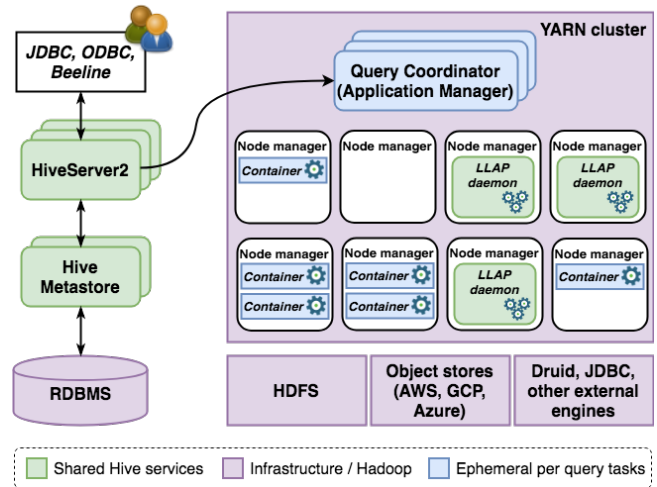 JDBC, ODBC,
Beeline
HiveServer2
Hive
Metastore
RDBMS
YARN cluster
Query Coordinator
(Application Manager)
Node manager
Container
Node manager
Node manager
LLAP
daemon
Node manager
LLAP
daemon
Node manager
Container
Container
Node manager
Container
Container
Node manager
LLAP
daemon
Node manager
Container
HDFS
Object stores
(AWS, GCP,
Azure)
Druid, JDBC,
other external
engines
Shared Hive services
Infrastructure / Hadoop
Ephemeral per query tasks